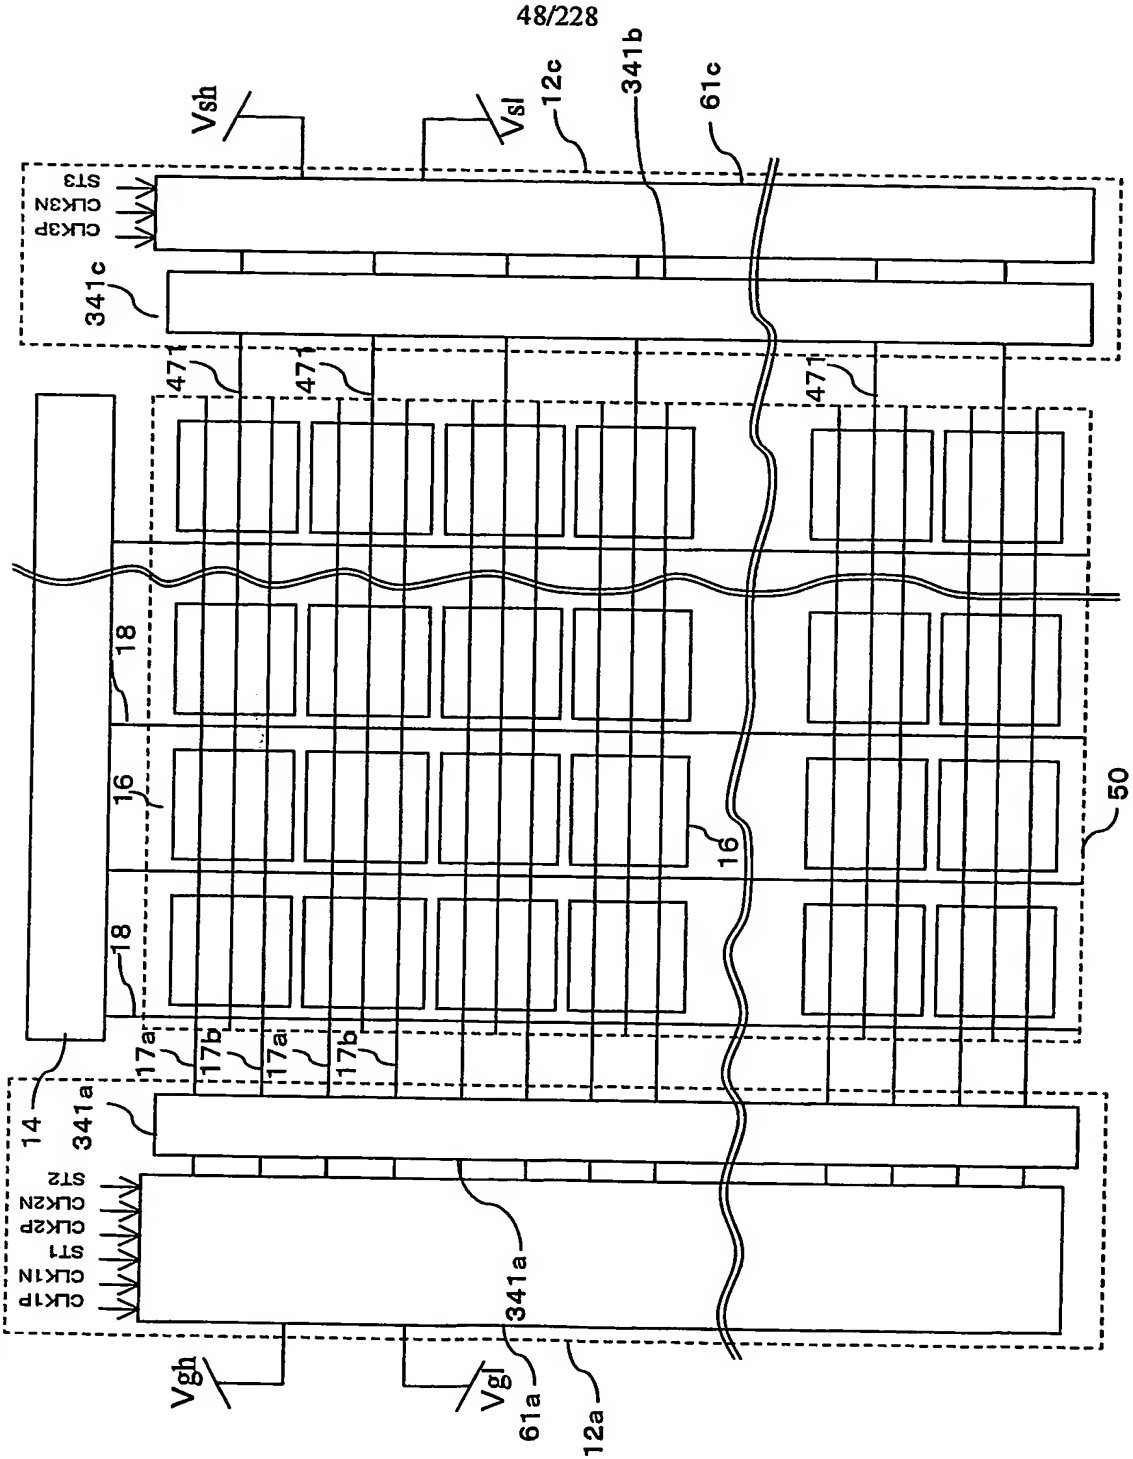 48/228
Vsh
Vsl
12c
341b
61c
ST3
CLK3N
CLK3P
341c
471
471
471
18
16
16
50
18
17a
17b
17a
17b
14
341a
ST2
CLK2N
CLK2P
ST1
CLK1N
CLK1P
341a
Vgh
Vgl
61a
12a